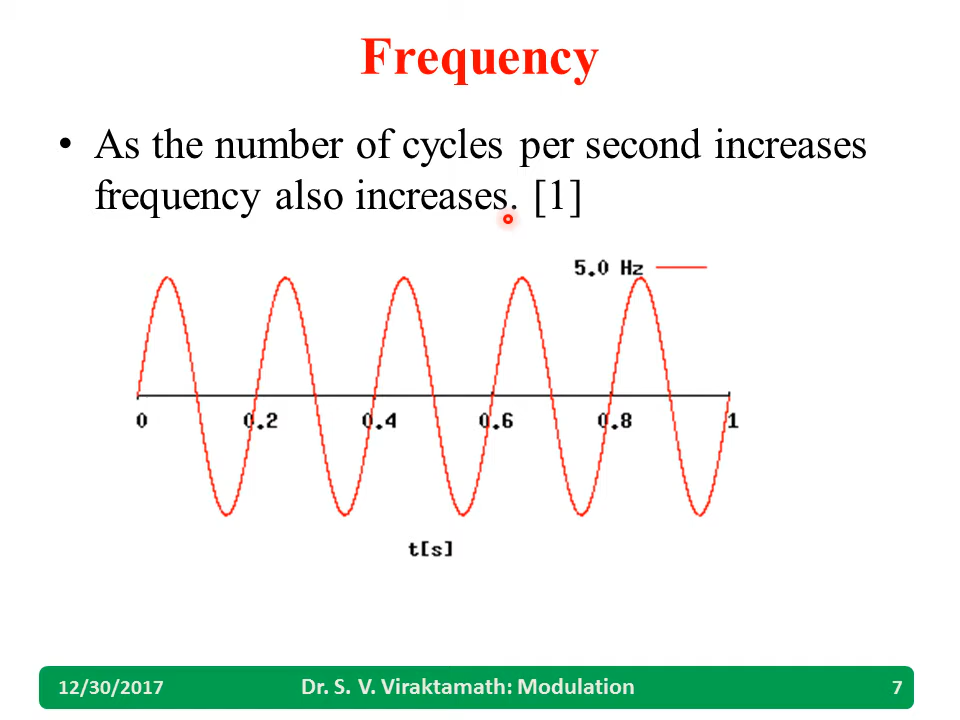 Frequency
• As the number of cycles per second increases
frequency also increases. [1]
5.0 Hz
0 0.2 0.4 0.6 0.8 1
t[s]
12/30/2017 Dr. S. V. Viraktamath: Modulation 7